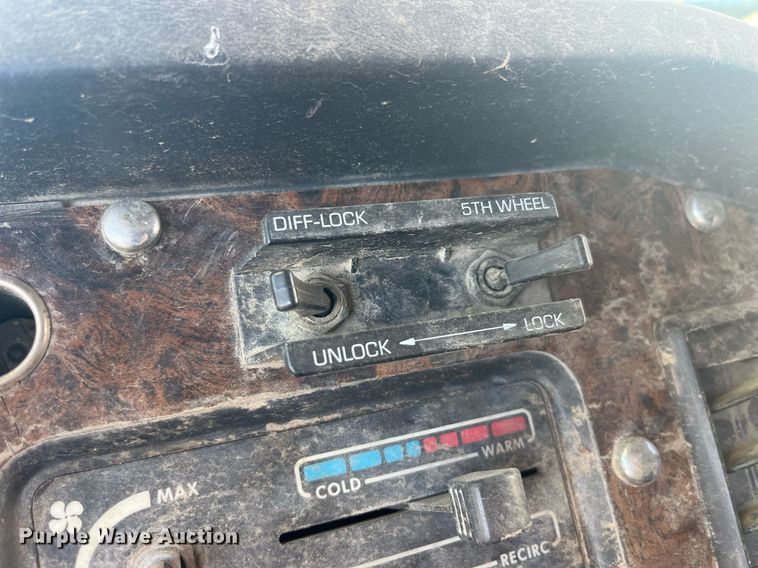 DIFF-LOCK 5TH WHEEL
UNLOCK LOCK
COLD WARM
MAX
RECIRC
Purple Wave Auction